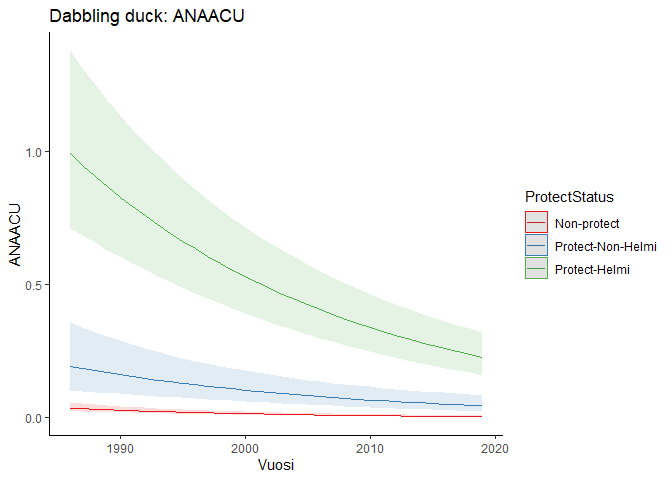 Dabbling duck: ANAACU
ANAACU
1.0
0.5
0.0
1990
2000
2010
2020
Vuosi
ProtectStatus
Non-protect
Protect-Non-Helmi
Protect-Helmi